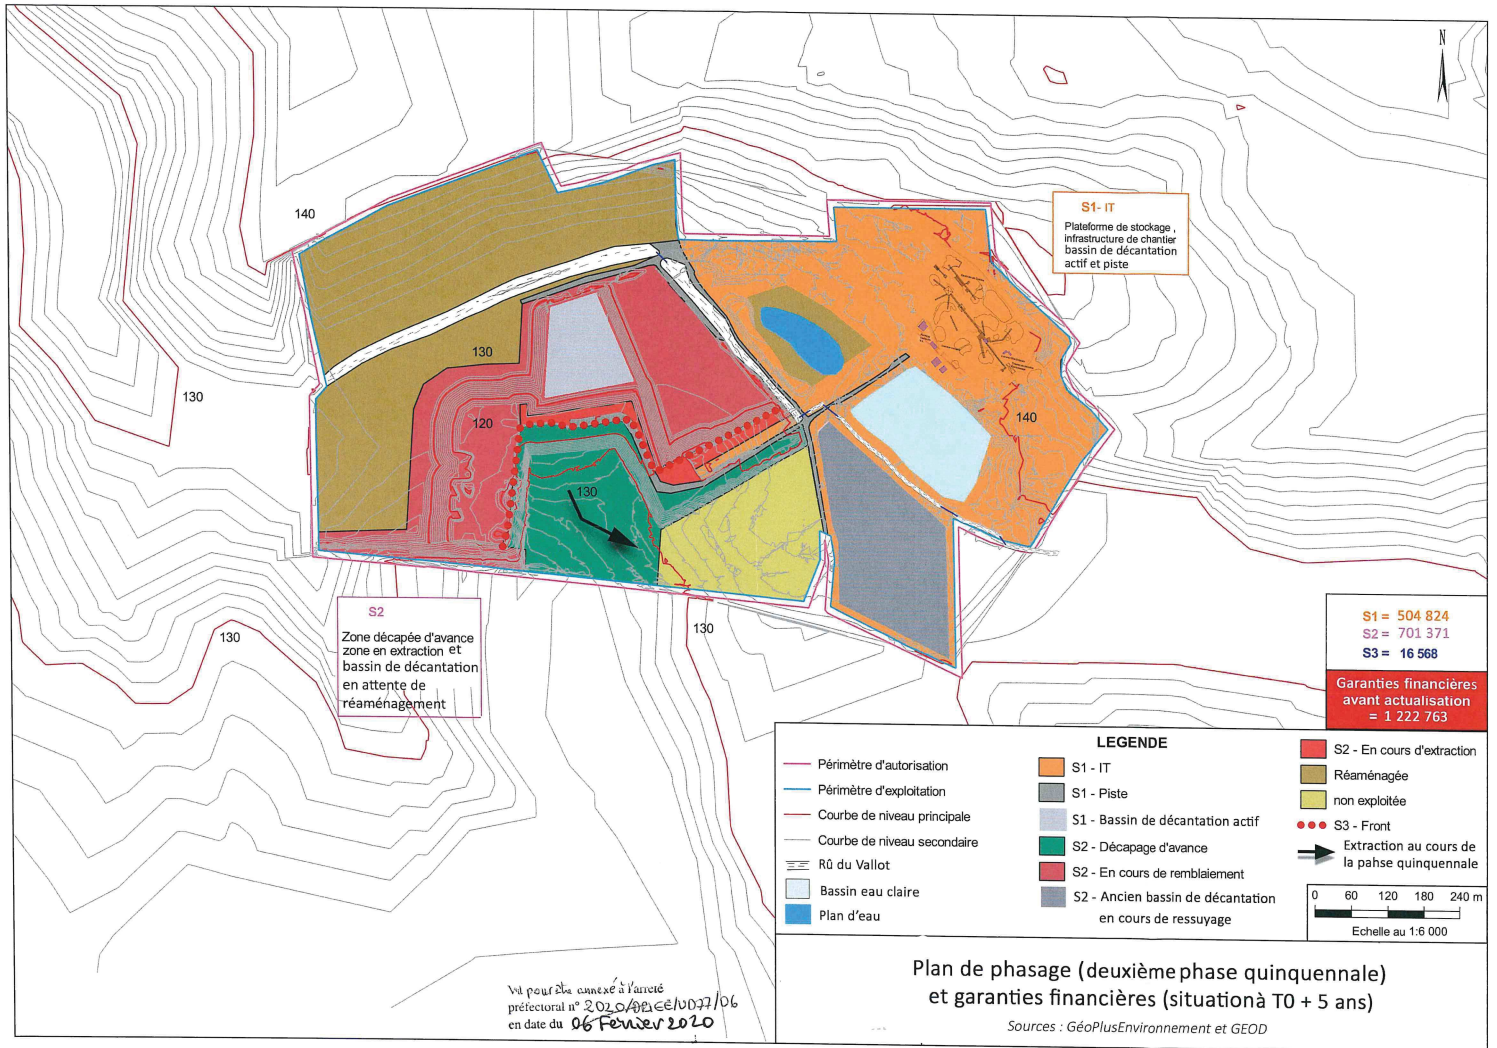 N
140
S1- IT
Plateforme de stockage ,
infrastructure de chantier
bassin de décantation
actif et piste
130
130
120
140
130
130
130
S2
Zone décapée d'avance
zone en extraction et
bassin de décantation
en attente de
réaménagement
S1 = 504 824
S2 = 701 371
S3 = 16 568
Garanties financières
avant actualisation
= 1 222 763
LEGENDE
Périmètre d'autorisation
Périmètre d'exploitation
Courbe de niveau principale
Courbe de niveau secondaire
Rû du Vallot
Bassin eau claire
Plan d'eau
S1 - IT
S1 - Piste
S1 - Bassin de décantation actif
S2 - Décapage d'avance
S2 - En cours de remblaiement
S2 - Ancien bassin de décantation
en cours de ressuyage
S2 - En cours d'extraction
Réaménagée
non exploitée
S3 - Front
Extraction au cours de
la pahse quinquennale
0 60 120 180 240 m
Echelle au 1:6 000
Plan de phasage (deuxième phase quinquennale)
et garanties financières (situationà T0 + 5 ans)
Sources : GéoPlusEnvironnement et GEOD
Vu pour être annexé à l'arreté
préfectoral n° 2020/DRIEE/UD77/06
en date du 06 Février 2020